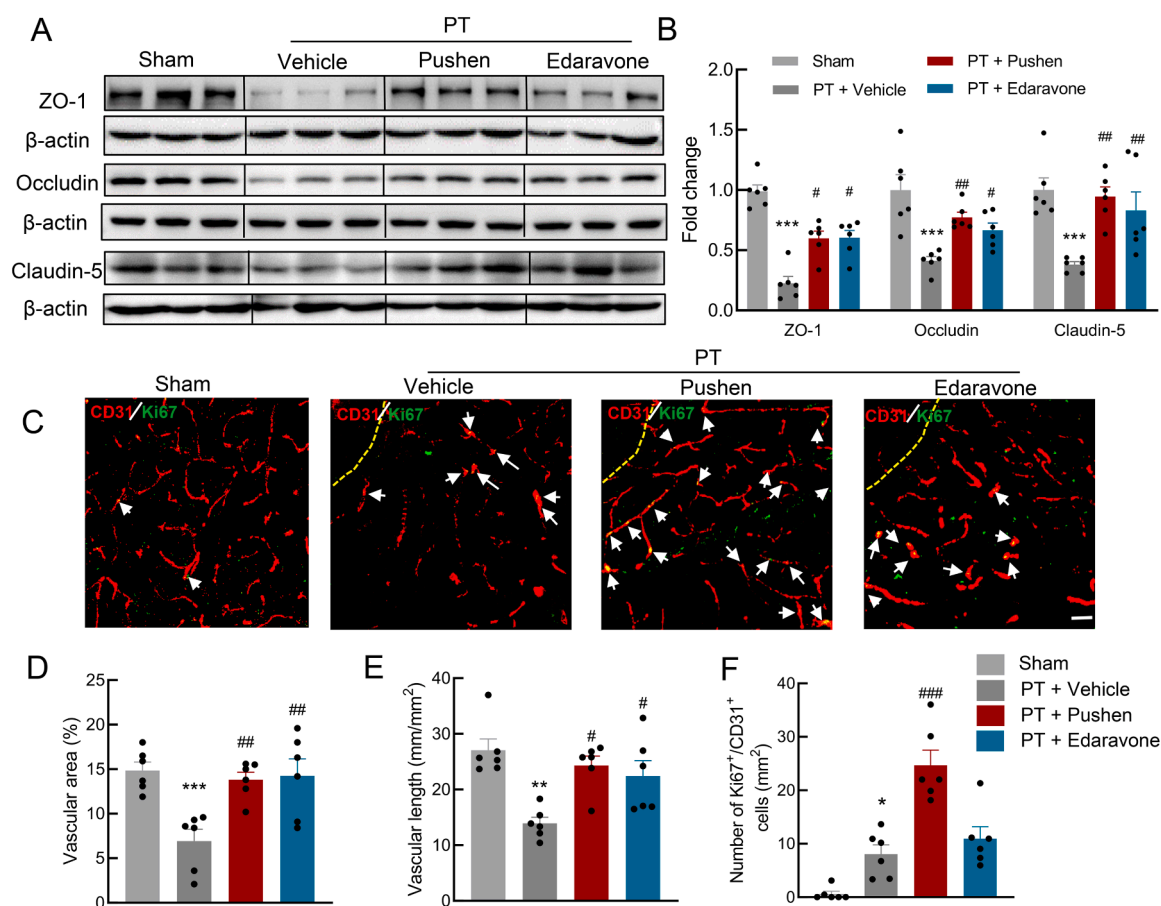 A
PT
Sham Vehicle Pushen Edaravone
ZO-1
β-actin
Occludin
β-actin
Claudin-5
β-actin
B
Sham
PT + Vehicle
PT + Pushen
PT + Edaravone
Fold change
2.0
1.5
1.0
0.5
0.0
*** # #
*** ## #
*** ## ##
ZO-1 Occludin Claudin-5
C
PT
Sham Vehicle Pushen Edaravone
CD31/Ki67 CD31/Ki67 CD31/Ki67 CD31/Ki67
D
Vascular area (%)
25
20
15
10
5
0
*** ## ##
E
Vascular length (mm/mm²)
40
30
20
10
0
** # #
F
Number of Ki67⁺/CD31⁺
cells (mm²)
40
30
20
10
0
* ###
Sham
PT + Vehicle
PT + Pushen
PT + Edaravone